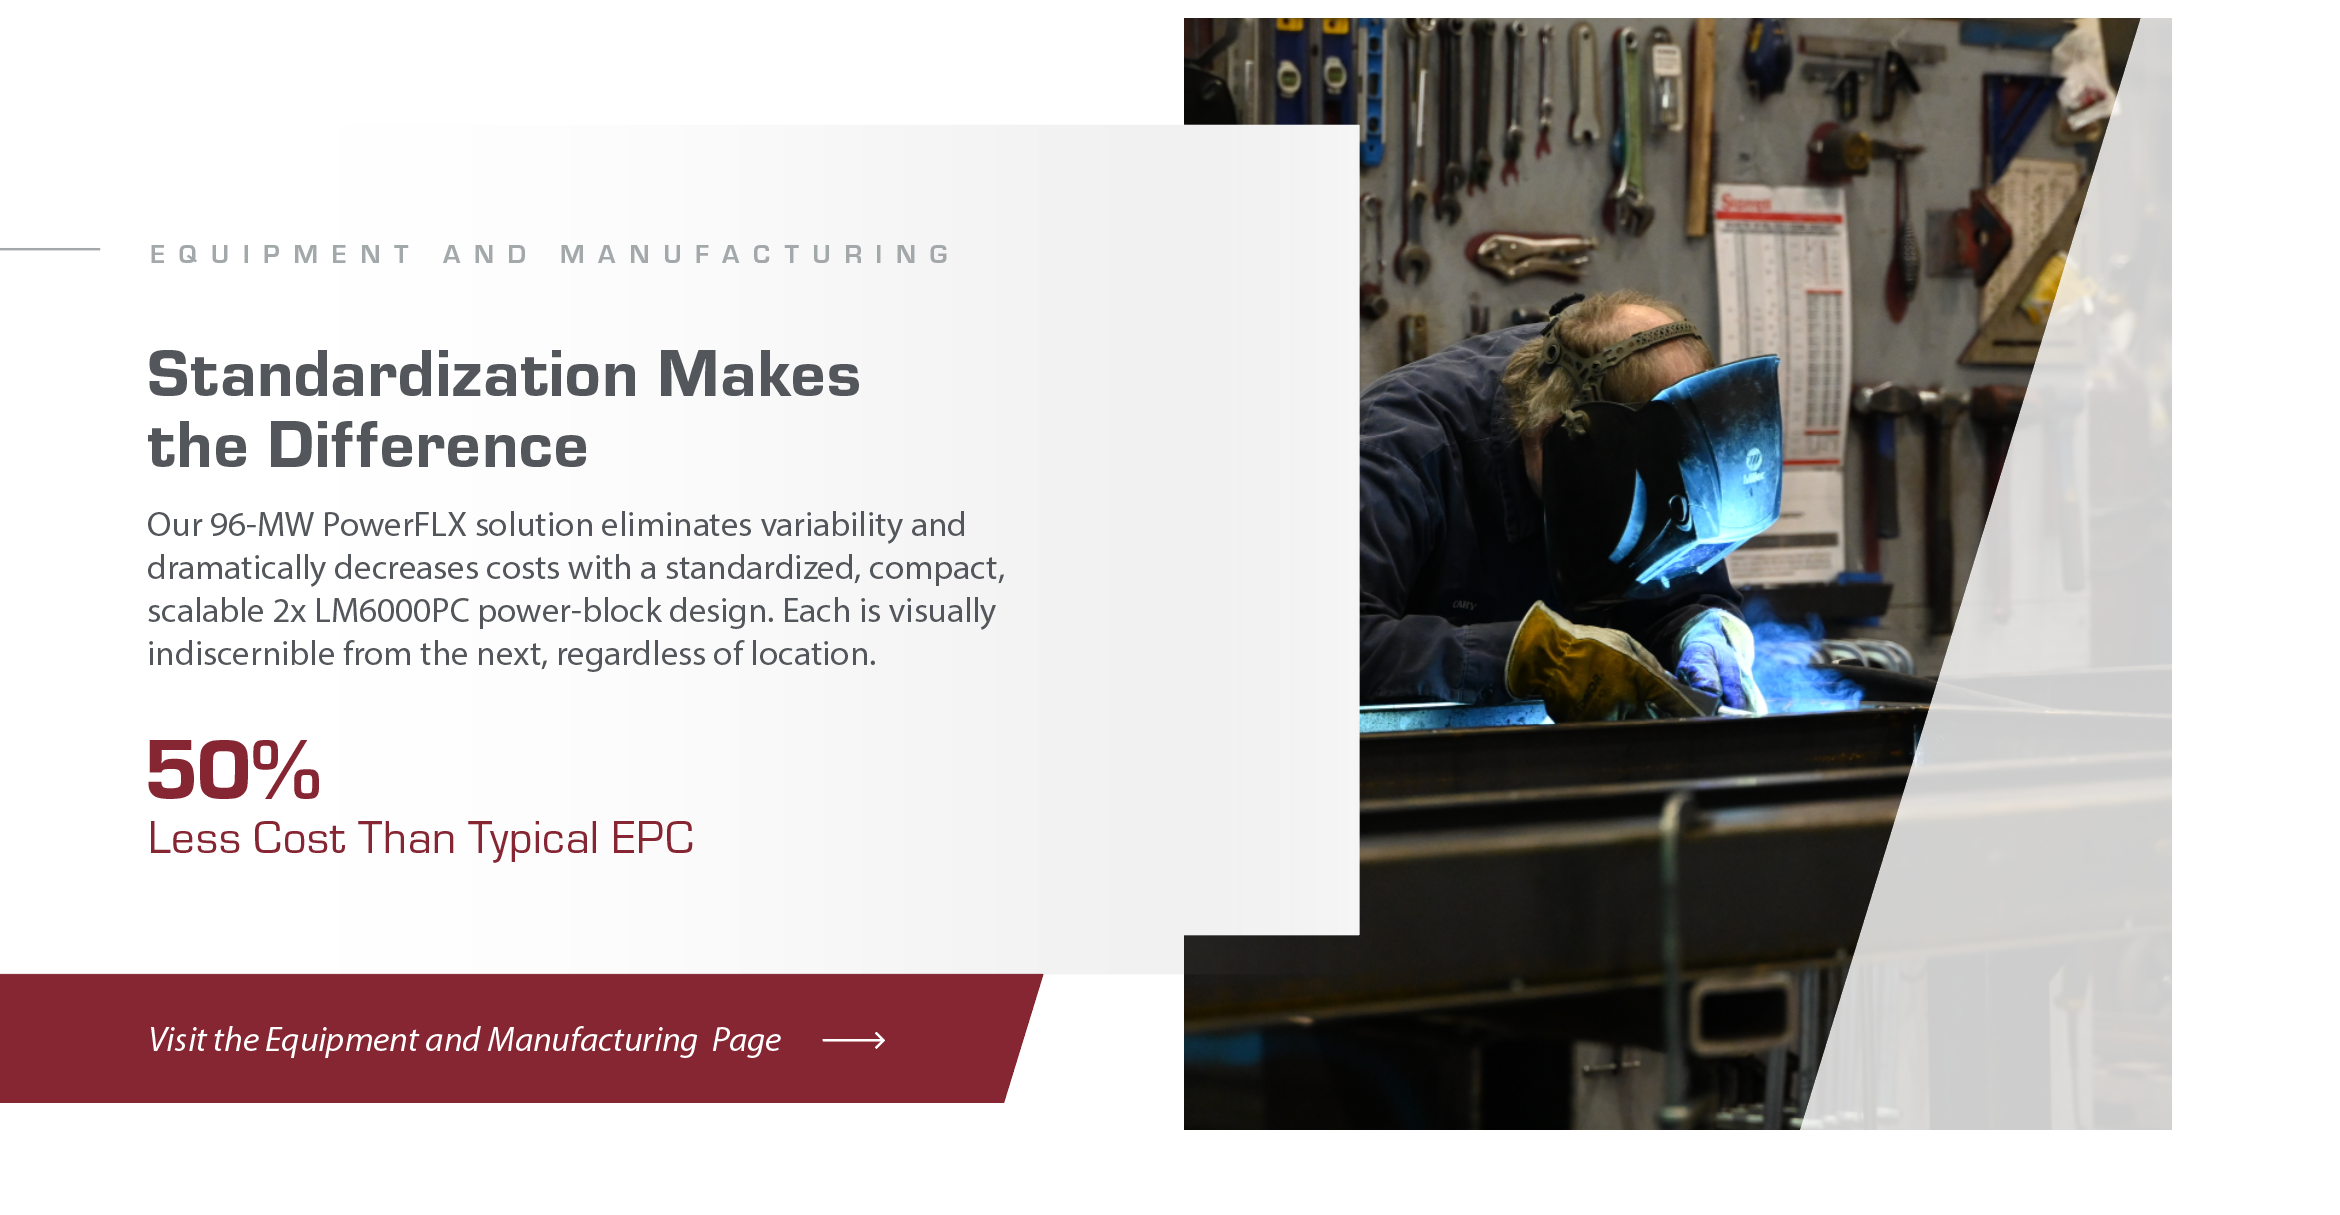 EQUIPMENT AND MANUFACTURING
Standardization Makes
the Difference
Our 96-MW PowerFLX solution eliminates variability and
dramatically decreases costs with a standardized, compact,
scalable 2x LM6000PC power-block design. Each is visually
indiscernible from the next, regardless of location.
50%
Less Cost Than Typical EPC
Visit the Equipment and Manufacturing Page